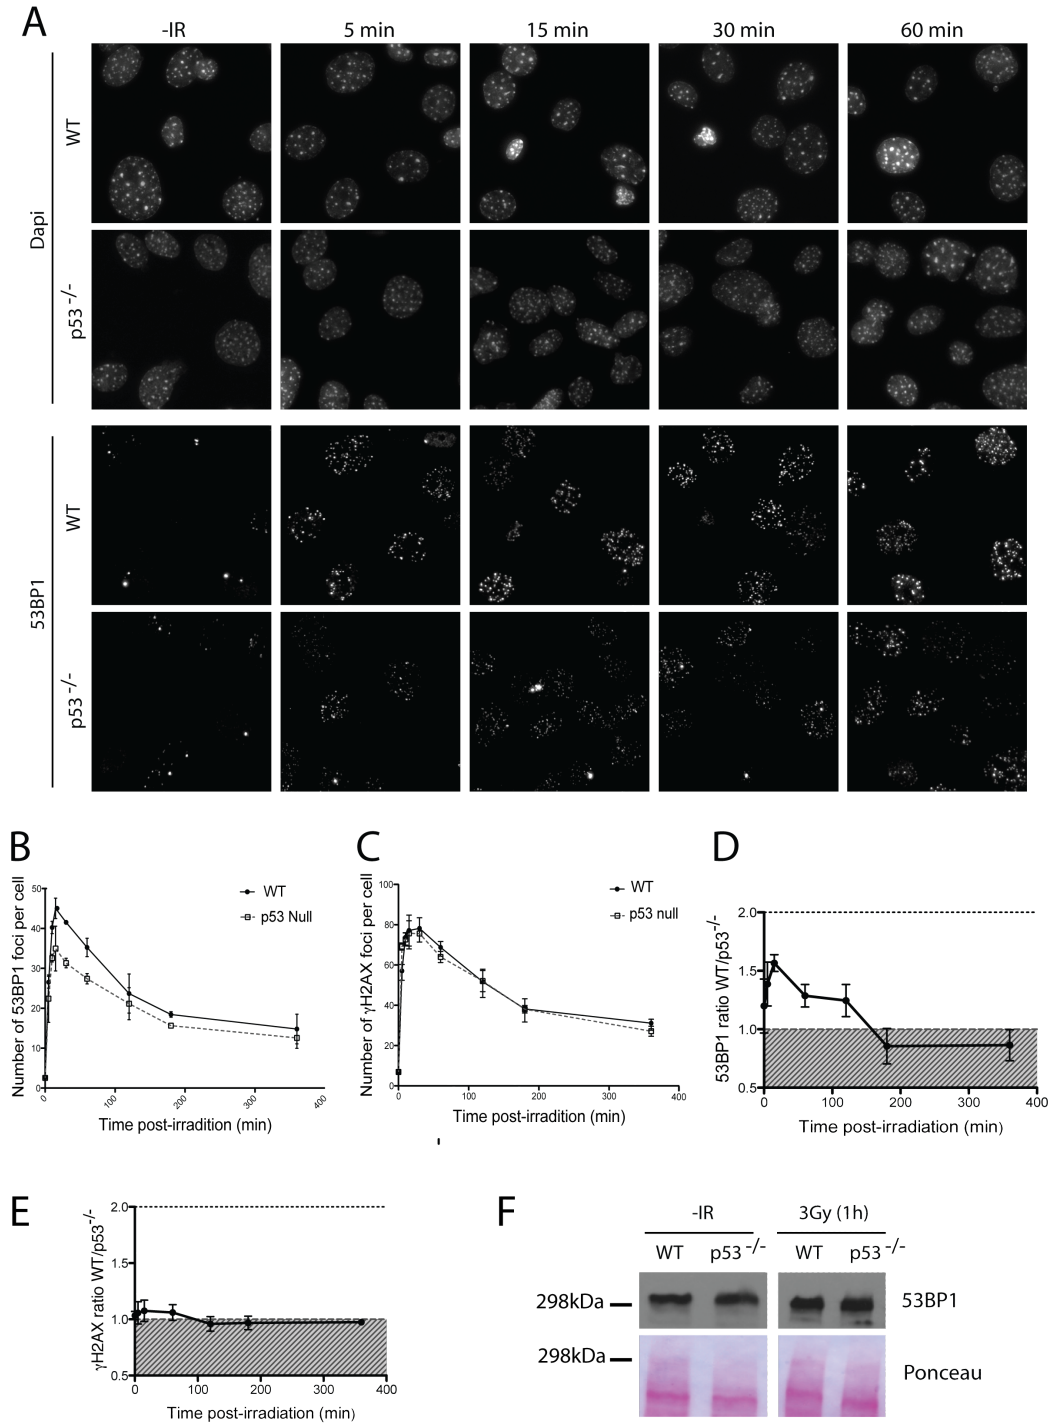 A
-IR 5 min 15 min 30 min 60 min
Dapi
WT
p53 -/-
53BP1
WT
p53 -/-
B
Number of 53BP1 foci per cell
50
40
30
20
10
0
0 100 200 300 400
Time post-irradition (min)
WT
p53 Null
C
Number of γH2AX foci per cell
100
80
60
40
20
0
0 100 200 300 400
Time post-irradition (min)
WT
p53 null
D
53BP1 ratio WT/p53-/-
2.0
1.5
1.0
0.5
0 100 200 300 400
Time post-irradiation (min)
E
γH2AX ratio WT/p53-/-
2.0
1.5
1.0
0.5
0 100 200 300 400
Time post-irradiation (min)
F
-IR 3Gy (1h)
WT p53 -/- WT p53 -/-
298kDa 53BP1
298kDa Ponceau